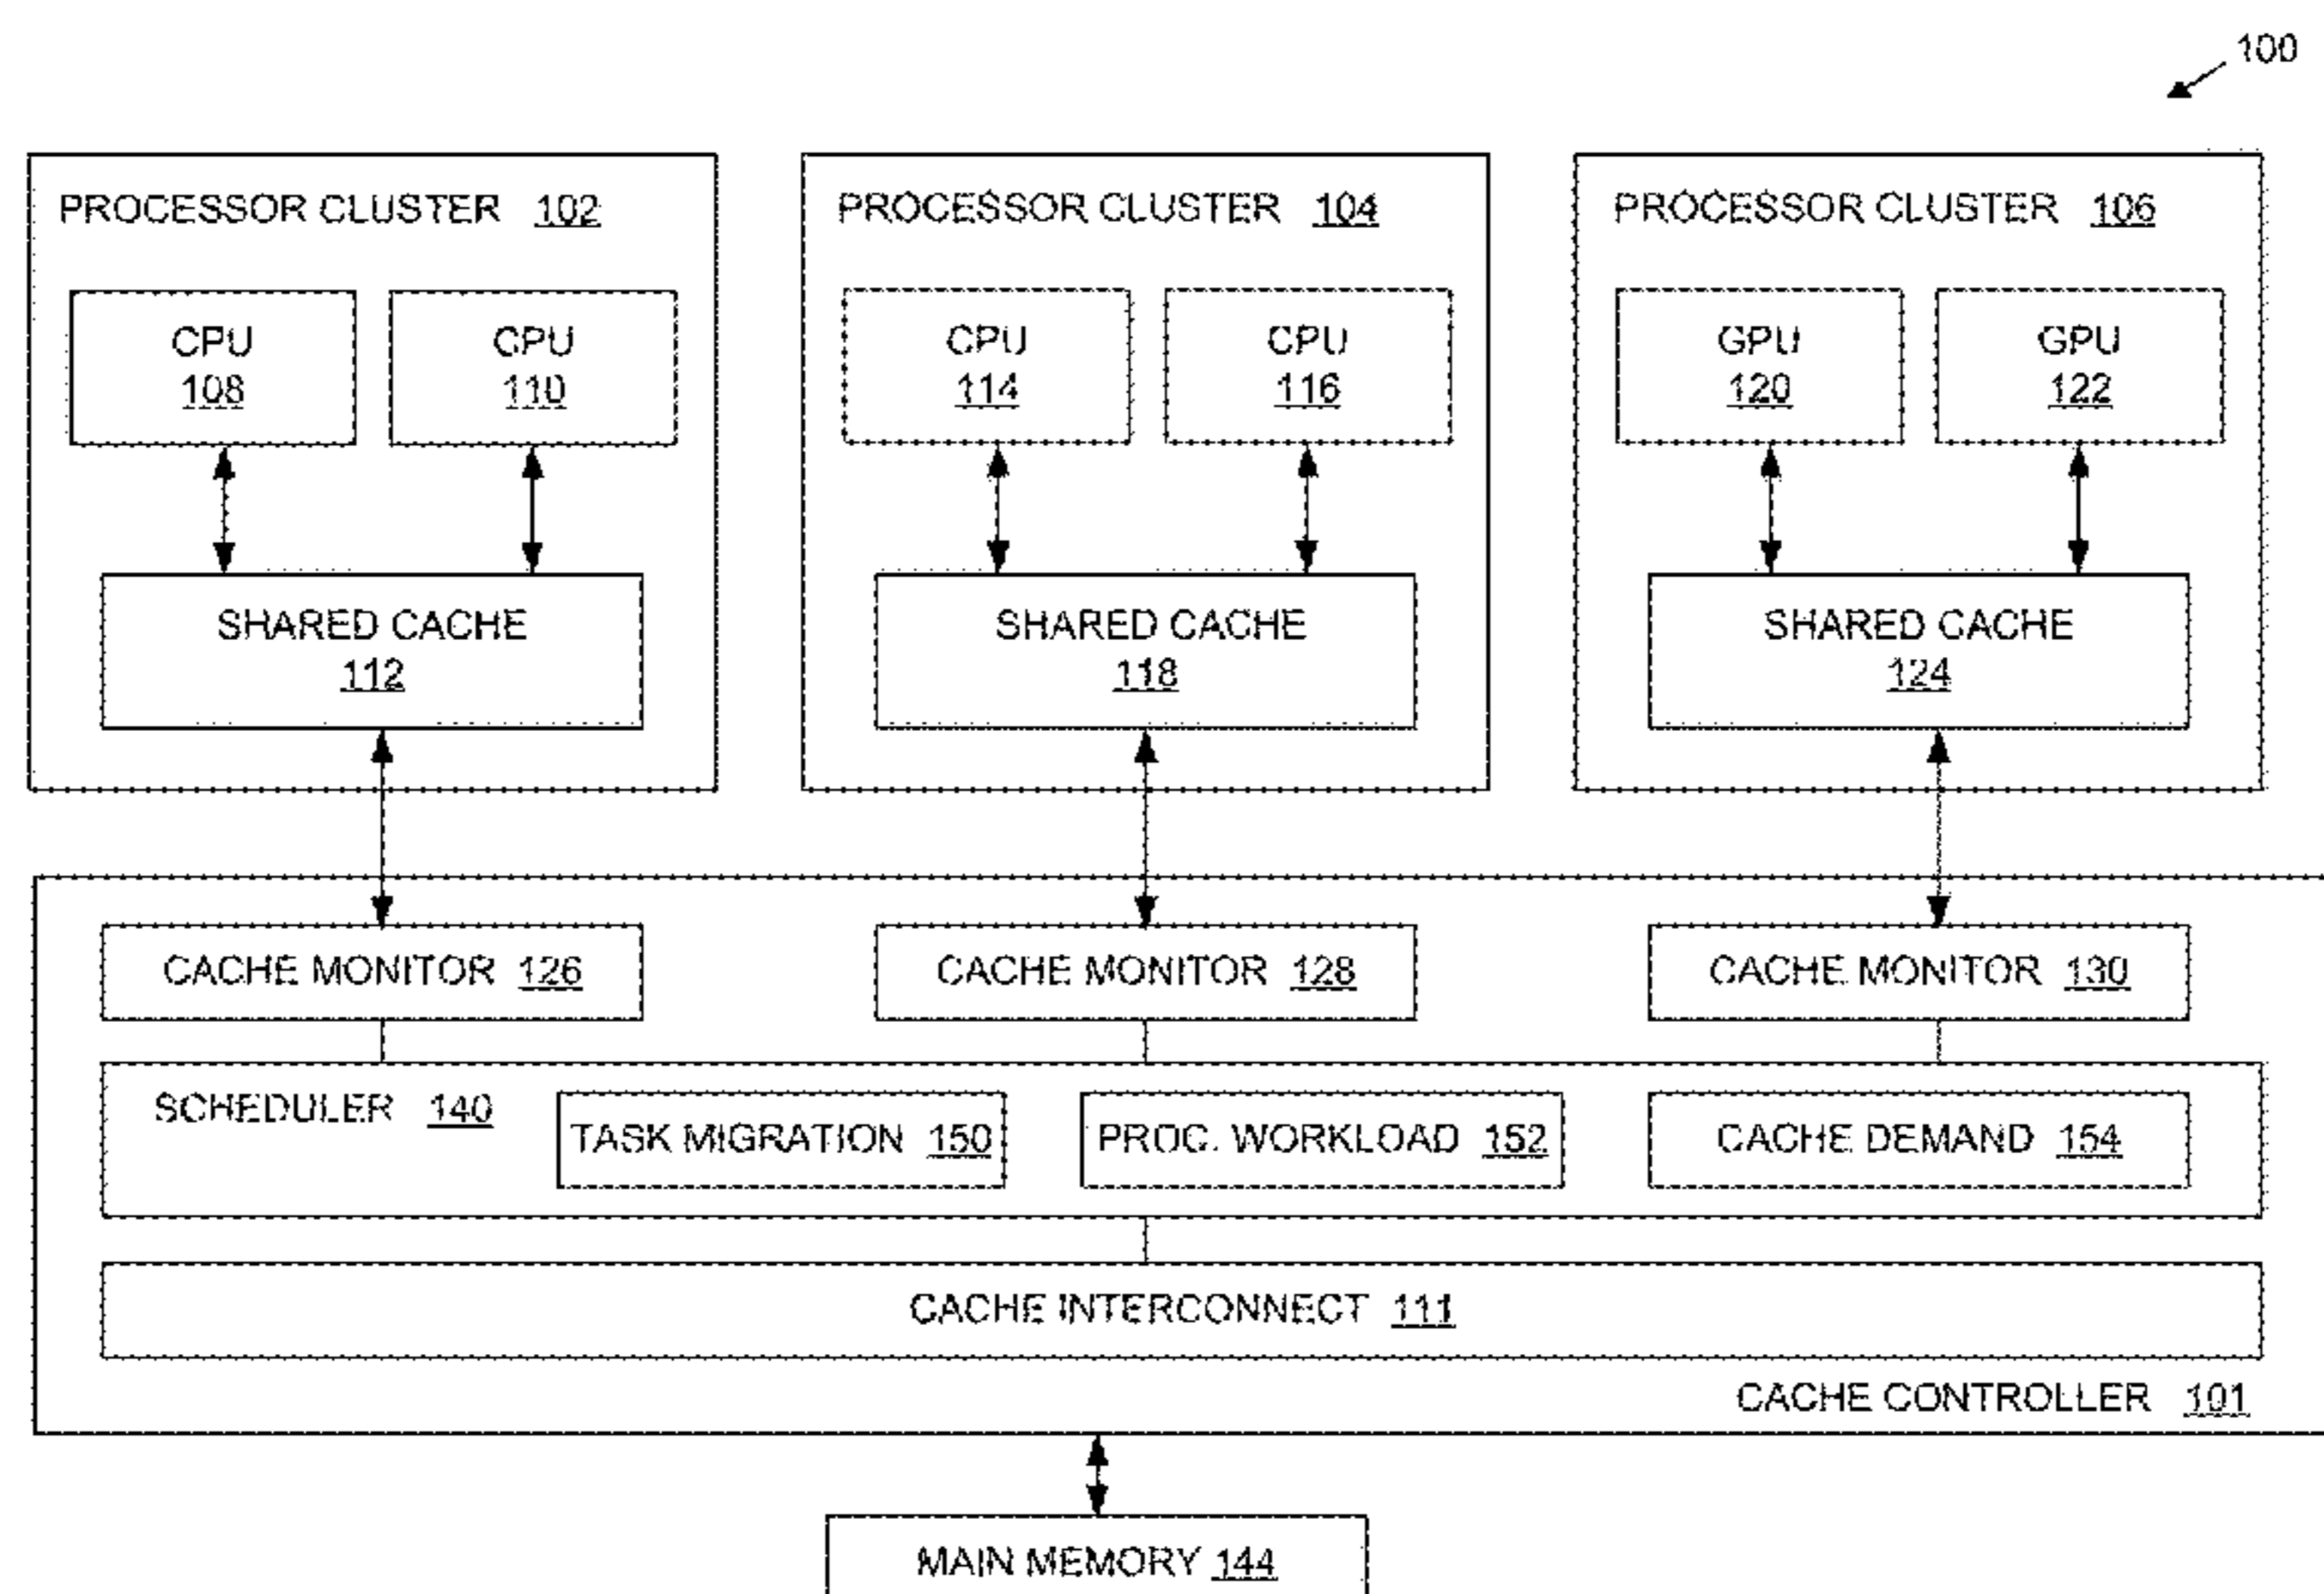 100
PROCESSOR CLUSTER 102
PROCESSOR CLUSTER 104
PROCESSOR CLUSTER 106
CPU
108
CPU
110
CPU
114
CPU
116
GPU
120
GPU
122
SHARED CACHE
112
SHARED CACHE
118
SHARED CACHE
124
CACHE MONITOR 126
CACHE MONITOR 128
CACHE MONITOR 130
SCHEDULER 140
TASK MIGRATION 150
PROC. WORKLOAD 152
CACHE DEMAND 154
CACHE INTERCONNECT 111
CACHE CONTROLLER 101
MAIN MEMORY 144